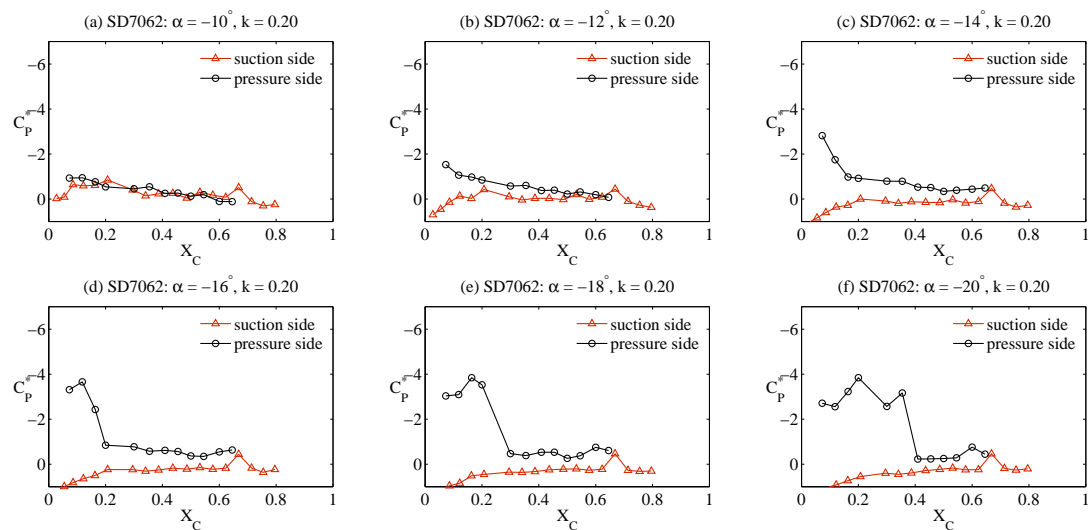 (a) SD7062: α = −10°, k = 0.20
suction side
pressure side
−6
−4
−2
0
C*P
0 0.2 0.4 0.6 0.8 1
X_C
(b) SD7062: α = −12°, k = 0.20
suction side
pressure side
−6
−4
−2
0
C*P
0 0.2 0.4 0.6 0.8 1
X_C
(c) SD7062: α = −14°, k = 0.20
suction side
pressure side
−6
−4
−2
0
C*P
0 0.2 0.4 0.6 0.8 1
X_C
(d) SD7062: α = −16°, k = 0.20
suction side
pressure side
−6
−4
−2
0
C*P
0 0.2 0.4 0.6 0.8 1
X_C
(e) SD7062: α = −18°, k = 0.20
suction side
pressure side
−6
−4
−2
0
C*P
0 0.2 0.4 0.6 0.8 1
X_C
(f) SD7062: α = −20°, k = 0.20
suction side
pressure side
−6
−4
−2
0
C*P
0 0.2 0.4 0.6 0.8 1
X_C